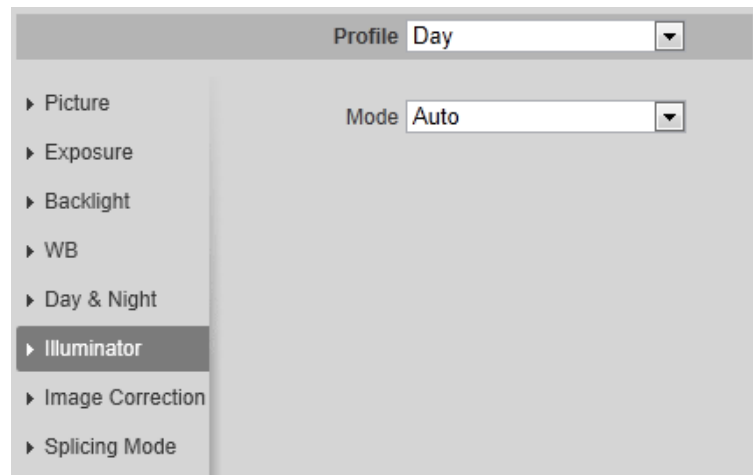 Profile Day
Mode Auto
Picture
Exposure
Backlight
WB
Day & Night
Illuminator
Image Correction
Splicing Mode